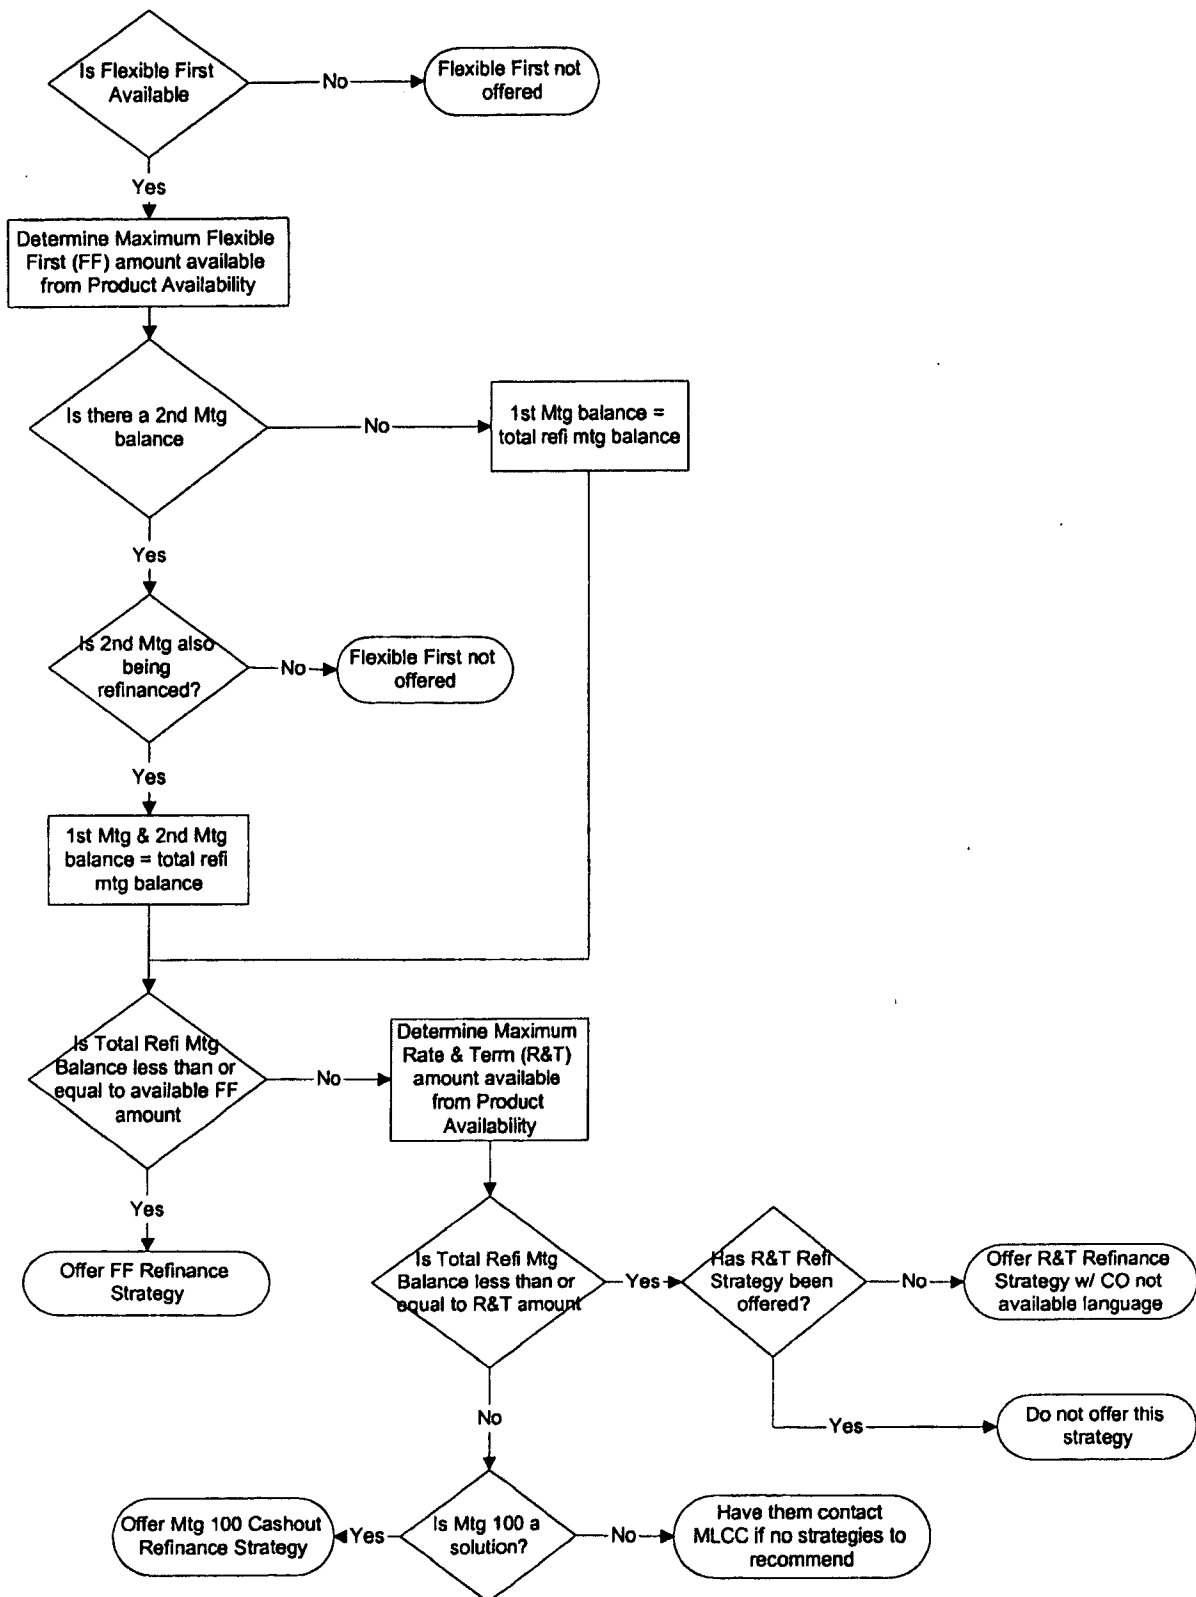 Is Flexible First
Available
No
Flexible First not
offered
Yes
Determine Maximum Flexible
First (FF) amount available
from Product Availability
Is there a 2nd Mtg
balance
No
1st Mtg balance =
total refi mtg balance
Yes
Is 2nd Mtg also
being
refinanced?
No
Flexible First not
offered
Yes
1st Mtg & 2nd Mtg
balance = total refi
mtg balance
Is Total Refi Mtg
Balance less than or
equal to available FF
amount
No
Determine Maximum
Rate & Term (R&T)
amount available
from Product
Availability
Yes
Offer FF Refinance
Strategy
Is Total Refi Mtg
Balance less than or
equal to R&T amount
Yes
Has R&T Refi
Strategy been
offered?
No
Offer R&T Refinance
Strategy w/ CO not
available language
Yes
Do not offer this
strategy
No
Is Mtg 100 a
solution?
Yes
Offer Mtg 100 Cashout
Refinance Strategy
No
Have them contact
MLCC if no strategies to
recommend